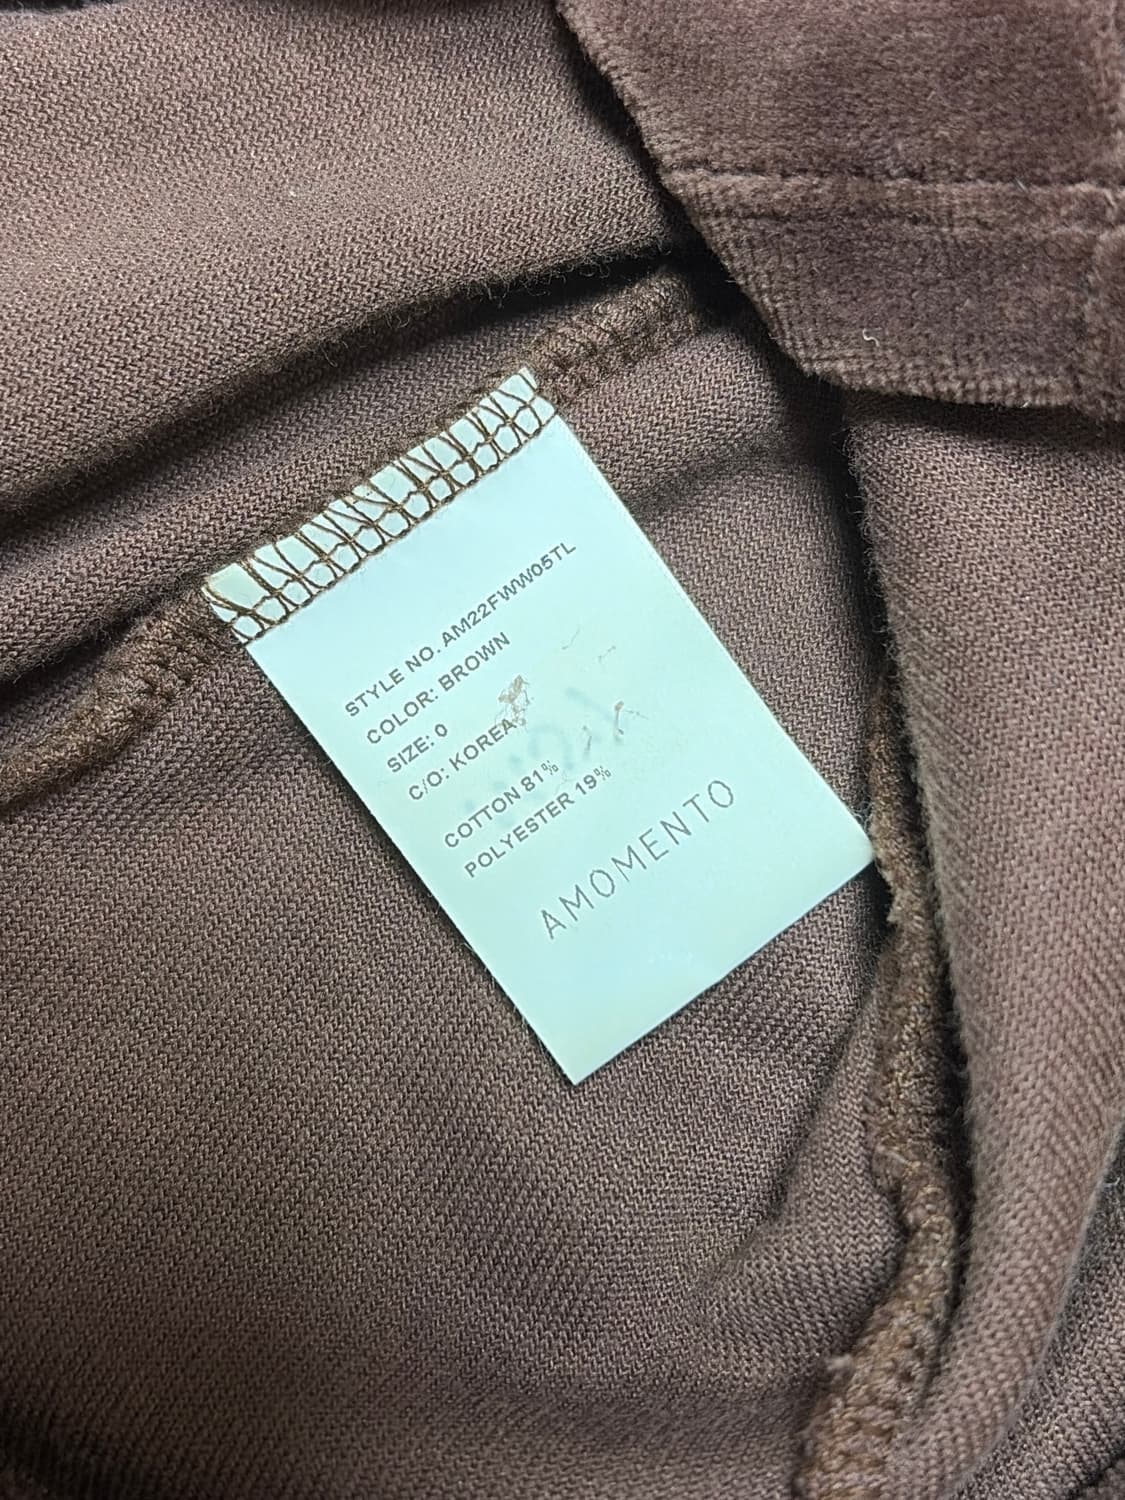 STYLE NO. AM22FWW05TL
COLOR: BROWN
SIZE: 0
C/O: KOREA
COTTON 81%
POLYESTER 19%
AMOMENTO